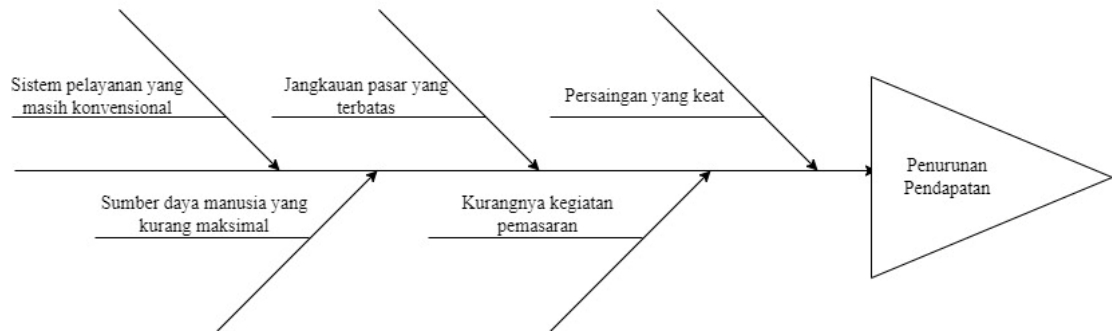 Sistem pelayanan yang
masih konvensional
Jangkauan pasar yang
terbatas
Persaingan yang keat
Penurunan
Pendapatan
Sumber daya manusia yang
kurang maksimal
Kurangnya kegiatan
pemasaran